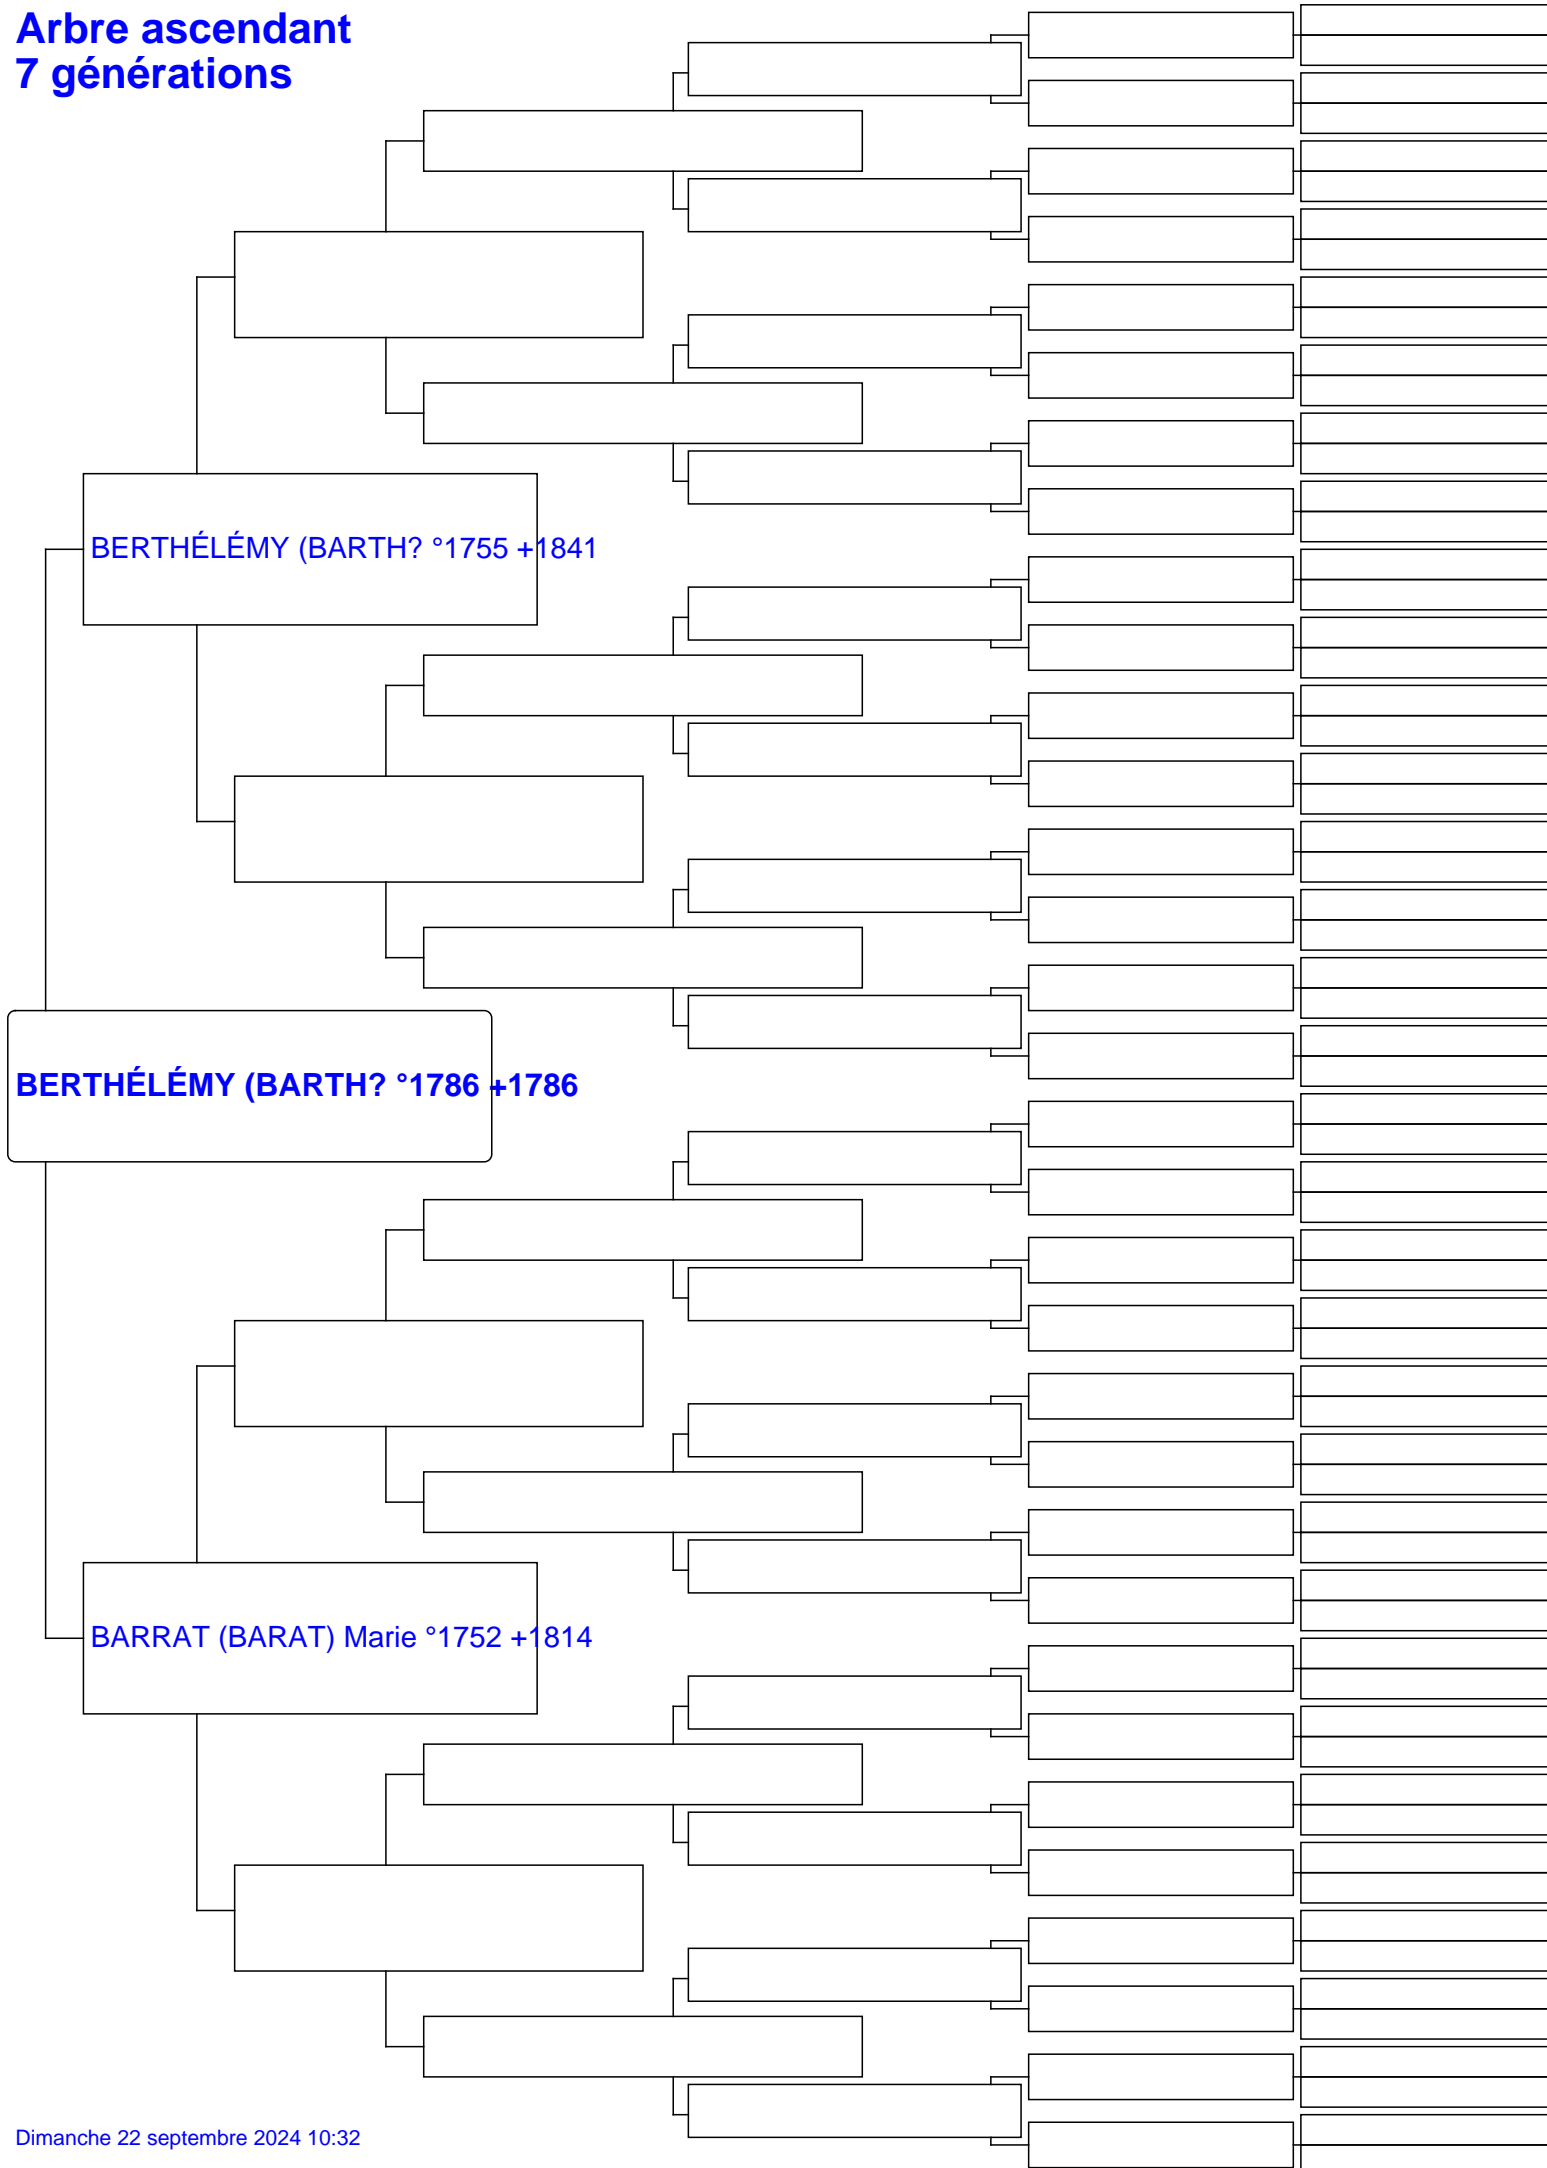 Arbre ascendant
7 générations
BERTHÉLÉMY (BARTH? °1755 +1841
BERTHÉLÉMY (BARTH? °1786 +1786
BARRAT (BARAT) Marie °1752 +1814
Dimanche 22 septembre 2024 10:32